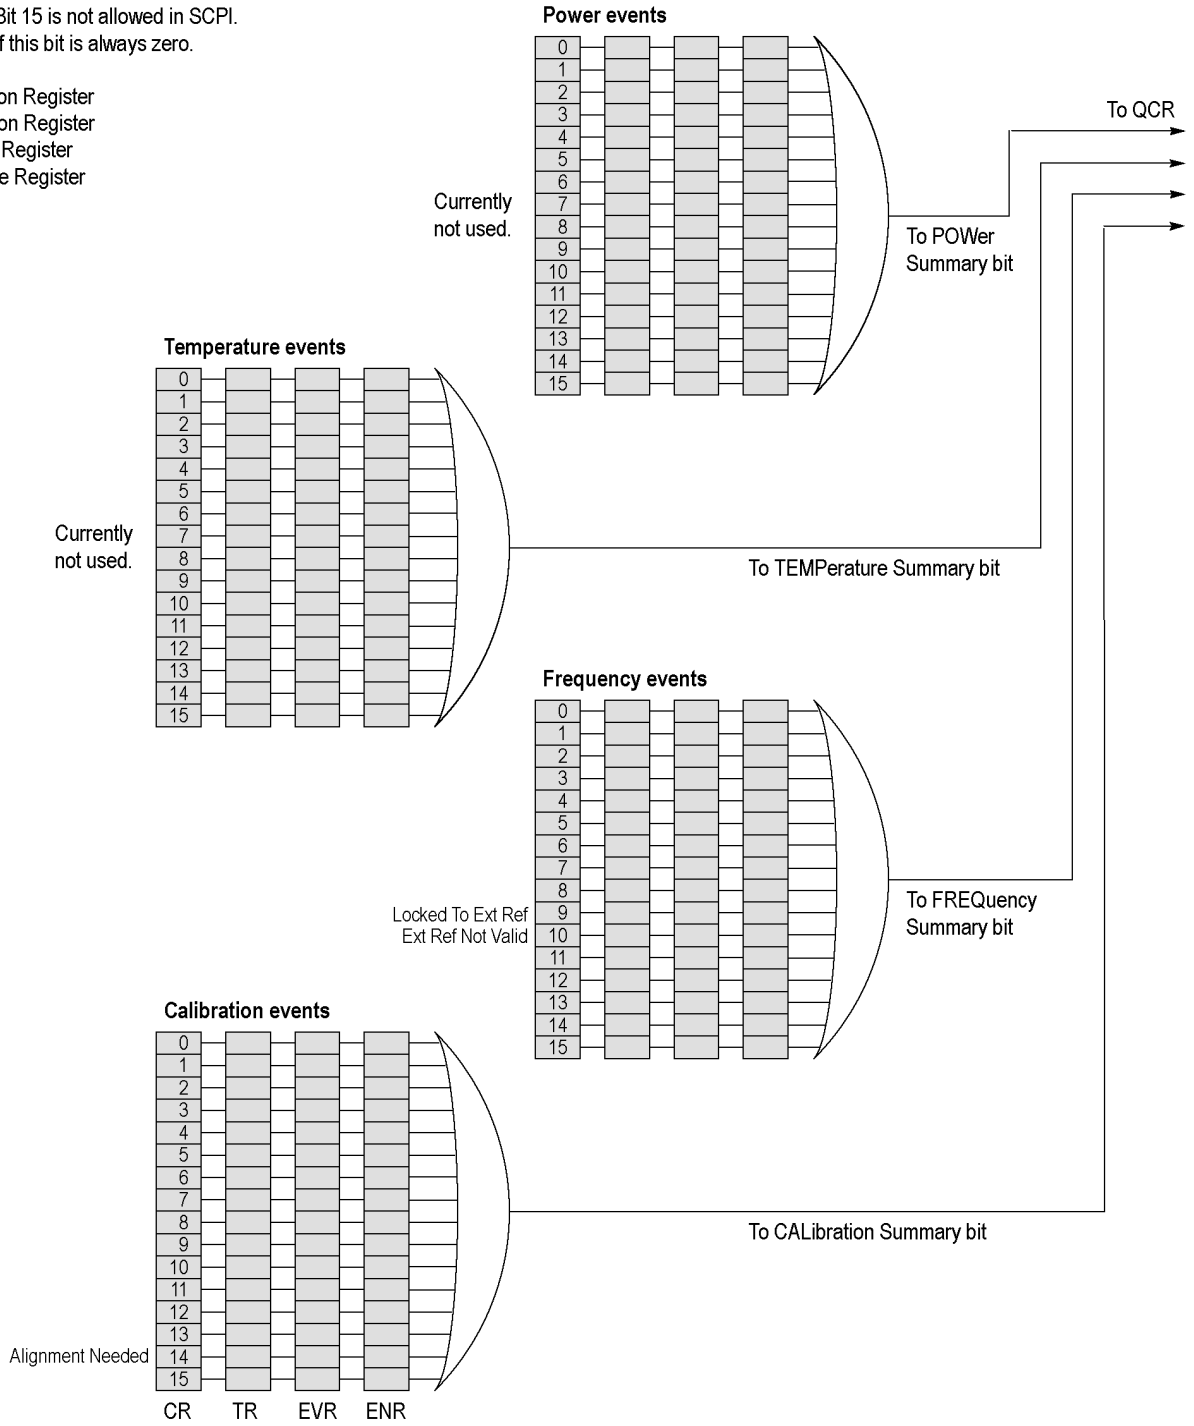 Bit 15 is not allowed in SCPI.
f this bit is always zero.
on Register
on Register
Register
e Register
Power events
0
1
2
3
4
5
6
7
8
9
10
11
12
13
14
15
Currently
not used.
To POWer
Summary bit
To QCR
Temperature events
0
1
2
3
4
5
6
7
8
9
10
11
12
13
14
15
Currently
not used.
To TEMPerature Summary bit
Frequency events
0
1
2
3
4
5
6
7
8
9
10
11
12
13
14
15
Locked To Ext Ref
Ext Ref Not Valid
To FREQuency
Summary bit
Calibration events
0
1
2
3
4
5
6
7
8
9
10
11
12
13
14
15
Alignment Needed
To CALibration Summary bit
CR TR EVR ENR